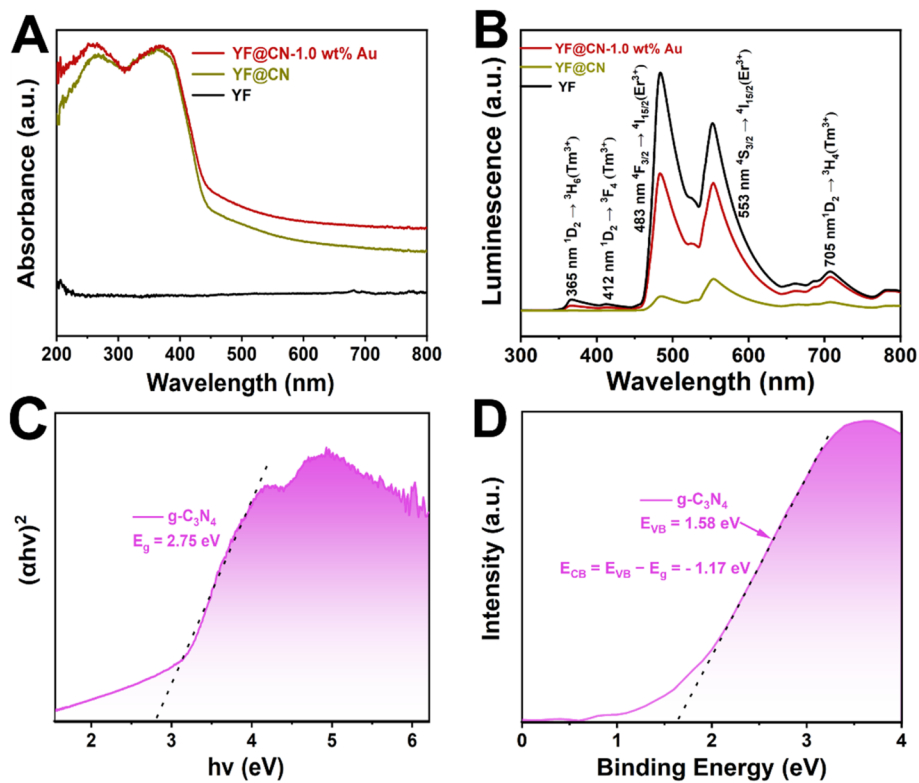 A
YF@CN-1.0 wt% Au
YF@CN
YF
Absorbance (a.u.)
200 300 400 500 600 700 800
Wavelength (nm)
B
YF@CN-1.0 wt% Au
YF@CN
YF
Luminescence (a.u.)
365 nm ¹D₂ → ³H₆(Tm³⁺)
412 nm ¹D₂ → ³F₄ (Tm³⁺)
483 nm ⁴F₃/₂ → ⁴I₁₅/₂(Er³⁺)
553 nm ⁴S₃/₂ → ⁴I₁₅/₂(Er³⁺)
705 nm¹D₂ → ³H₄(Tm³⁺)
300 400 500 600 700 800
Wavelength (nm)
C
g-C₃N₄
E_g = 2.75 eV
(αhν)²
2 3 4 5 6
hν (eV)
D
g-C₃N₄
E_VB = 1.58 eV
E_CB = E_VB − E_g = - 1.17 eV
Intensity (a.u.)
0 1 2 3 4
Binding Energy (eV)